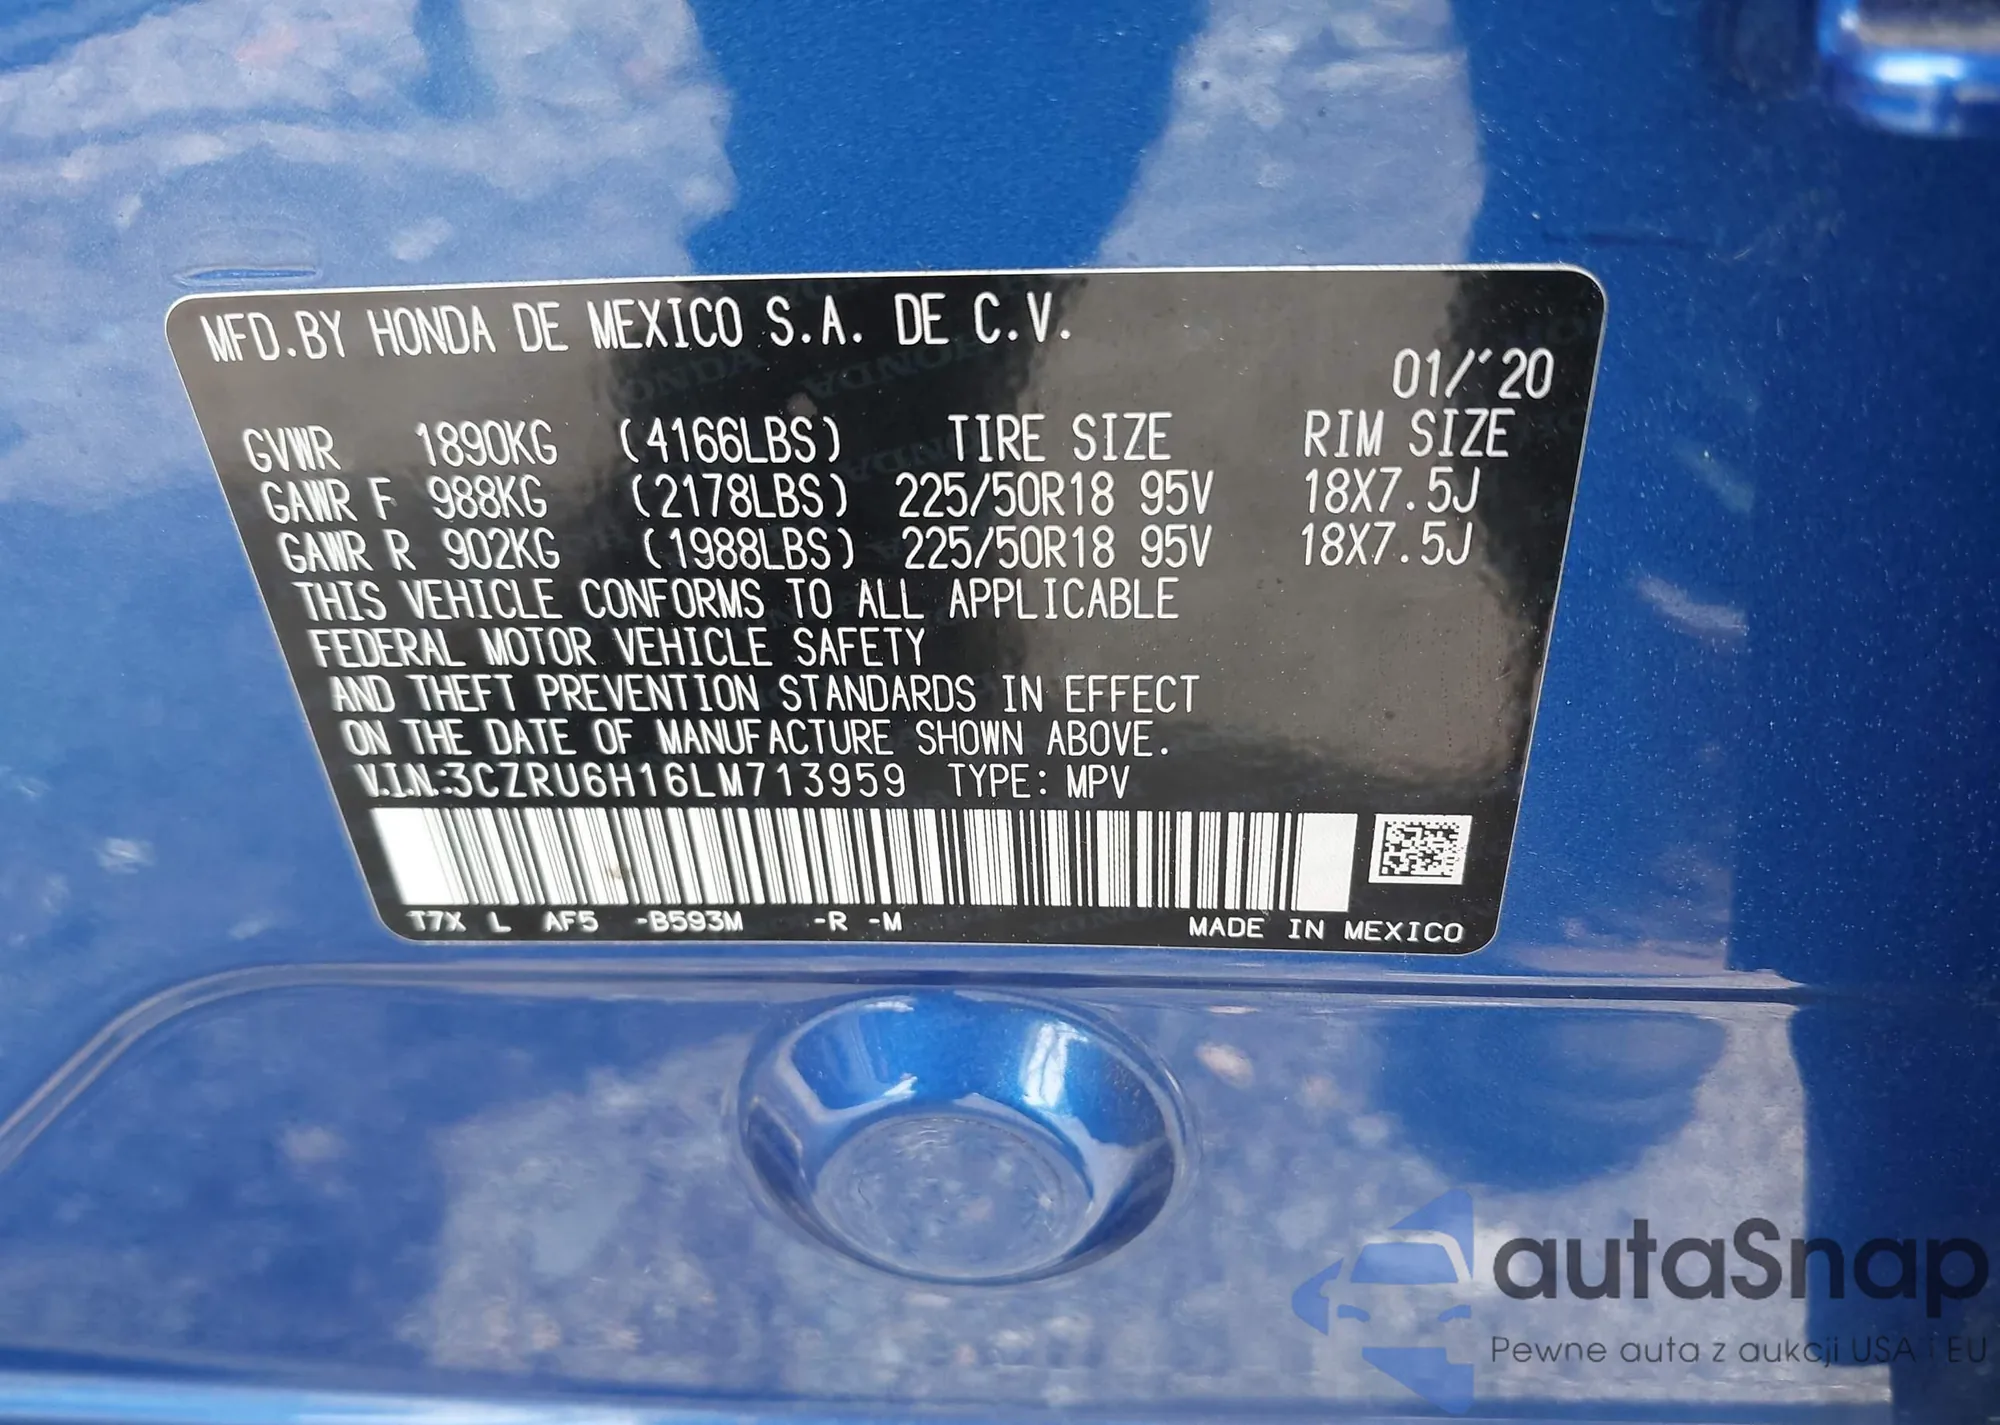 MFD.BY HONDA DE MEXICO S.A. DE C.V.
01/'20
GVWR 1890KG (4166LBS) TIRE SIZE RIM SIZE
GAWR F 988KG (2178LBS) 225/50R18 95V 18X7.5J
GAWR R 902KG (1988LBS) 225/50R18 95V 18X7.5J
THIS VEHICLE CONFORMS TO ALL APPLICABLE
FEDERAL MOTOR VEHICLE SAFETY
AND THEFT PREVENTION STANDARDS IN EFFECT
ON THE DATE OF MANUFACTURE SHOWN ABOVE.
V.I.N:3CZRU6H16LM713959 TYPE: MPV
T7X L AF5 -B593M -R -M MADE IN MEXICO
autaSnap
Pewne auta z aukcji USA i EU